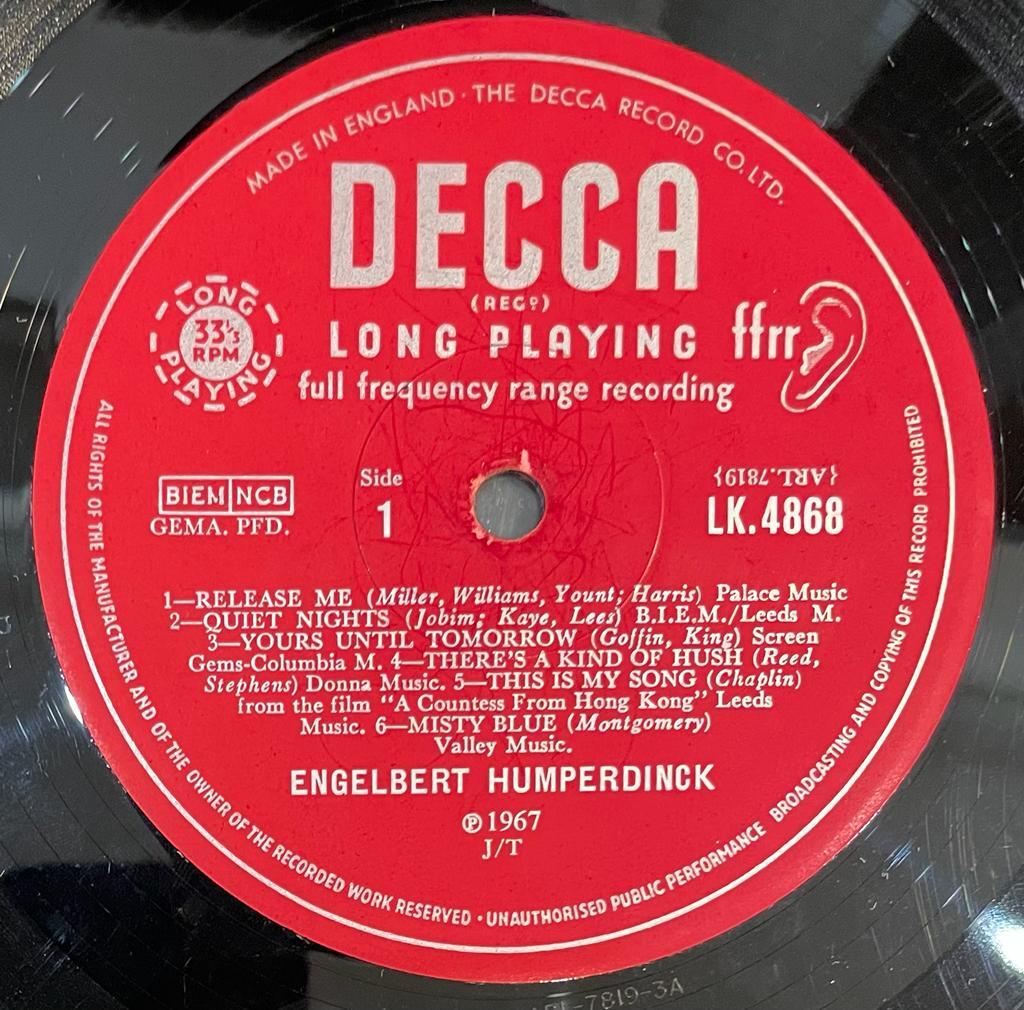 MADE IN ENGLAND · THE DECCA RECORD CO. LTD.
DECCA
(REGD)
LONG PLAYING
33⅓ RPM
LONG PLAYING
ffrr
full frequency range recording
BIEM NCB
GEMA. PFD.
Side
1
{ARL.7819}
LK.4868
1—RELEASE ME (Miller, Williams, Yount; Harris) Palace Music
2—QUIET NIGHTS (Jobim; Kaye, Lees) B.I.E.M./Leeds M.
3—YOURS UNTIL TOMORROW (Goffin, King) Screen
Gems-Columbia M. 4—THERE'S A KIND OF HUSH (Reed,
Stephens) Donna Music. 5—THIS IS MY SONG (Chaplin)
from the film "A Countess From Hong Kong" Leeds
Music. 6—MISTY BLUE (Montgomery)
Valley Music.
ENGELBERT HUMPERDINCK
℗ 1967
J/T
ALL RIGHTS OF THE MANUFACTURER AND OF THE OWNER OF THE RECORDED WORK RESERVED · UNAUTHORISED PUBLIC PERFORMANCE BROADCASTING AND COPYING OF THIS RECORD PROHIBITED
7819-3A